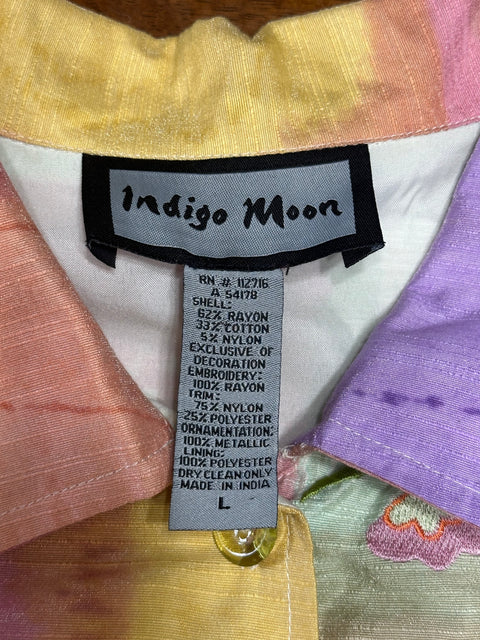 Indigo Moon
RN # 112716
A 54178
SHELL:
62% RAYON
33% COTTON
5% NYLON
EXCLUSIVE OF
DECORATION
EMBROIDERY:
100% RAYON
TRIM:
75% NYLON
25% POLYESTER
ORNAMENTATION:
100% METALLIC
LINING:
100% POLYESTER
DRY CLEAN ONLY
MADE IN INDIA
L